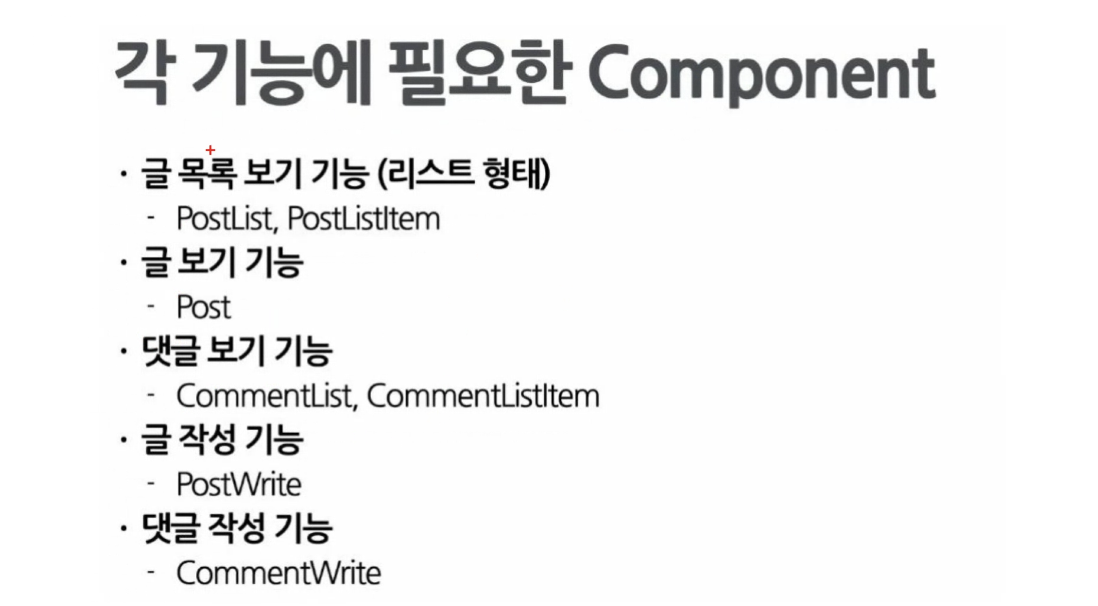 각 기능에 필요한 Component
· 글 목록 보기 기능 (리스트 형태)
- PostList, PostListItem
· 글 보기 기능
- Post
· 댓글 보기 기능
- CommentList, CommentListItem
· 글 작성 기능
- PostWrite
· 댓글 작성 기능
- CommentWrite